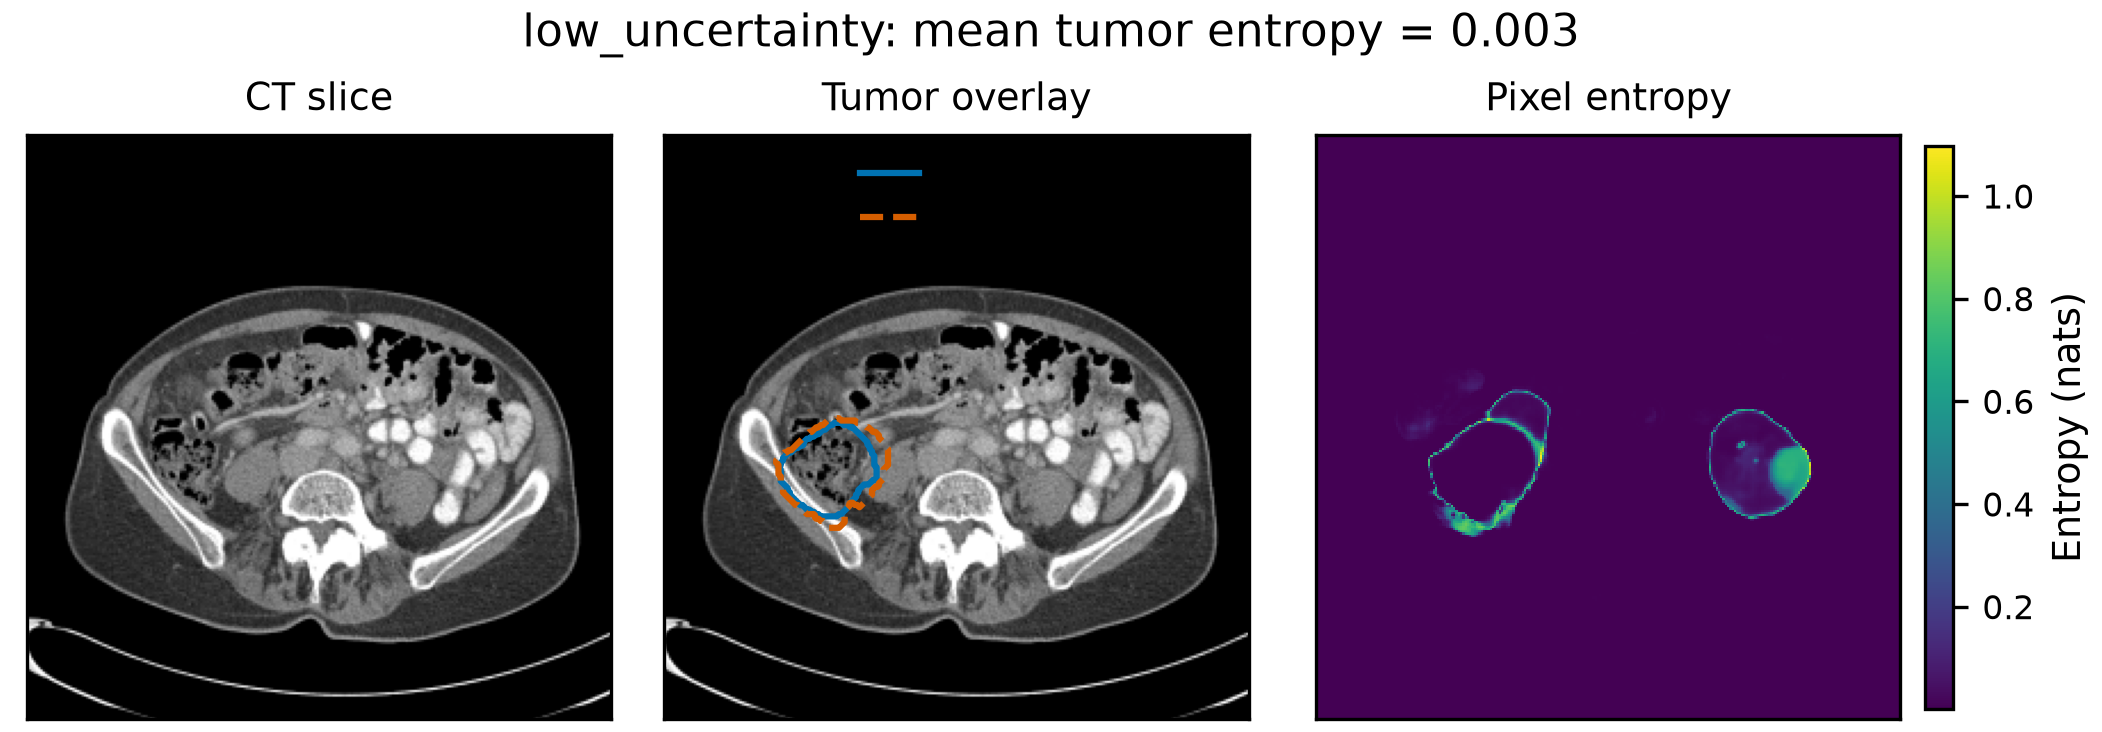 low_uncertainty: mean tumor entropy = 0.003
CT slice
Tumor overlay
Pixel entropy
1.0
0.8
0.6
0.4
0.2
Entropy (nats)